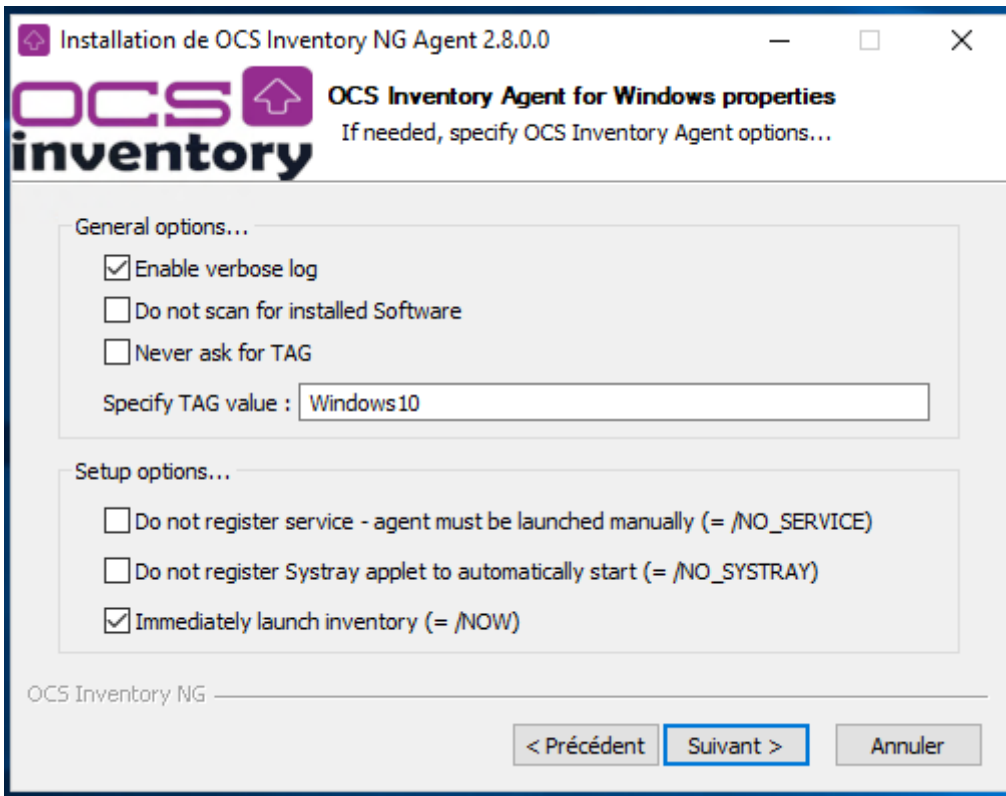 Installation de OCS Inventory NG Agent 2.8.0.0
OCS
inventory
OCS Inventory Agent for Windows properties
If needed, specify OCS Inventory Agent options...
General options...
Enable verbose log
Do not scan for installed Software
Never ask for TAG
Specify TAG value : Windows10
Setup options...
Do not register service - agent must be launched manually (= /NO_SERVICE)
Do not register Systray applet to automatically start (= /NO_SYSTRAY)
Immediately launch inventory (= /NOW)
OCS Inventory NG
< Précédent Suivant > Annuler